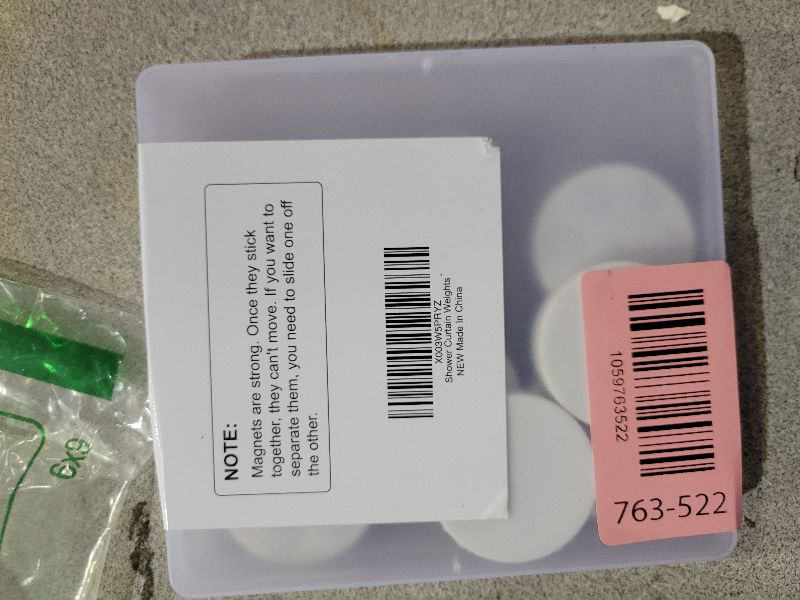 NOTE:
Magnets are strong. Once they stick
together, they can't move. If you want to
separate them, you need to slide one off
the other.
X003W5PRYZ
Shower Curtain Weights
NEW Made In China
1059763522
763-522
6X9